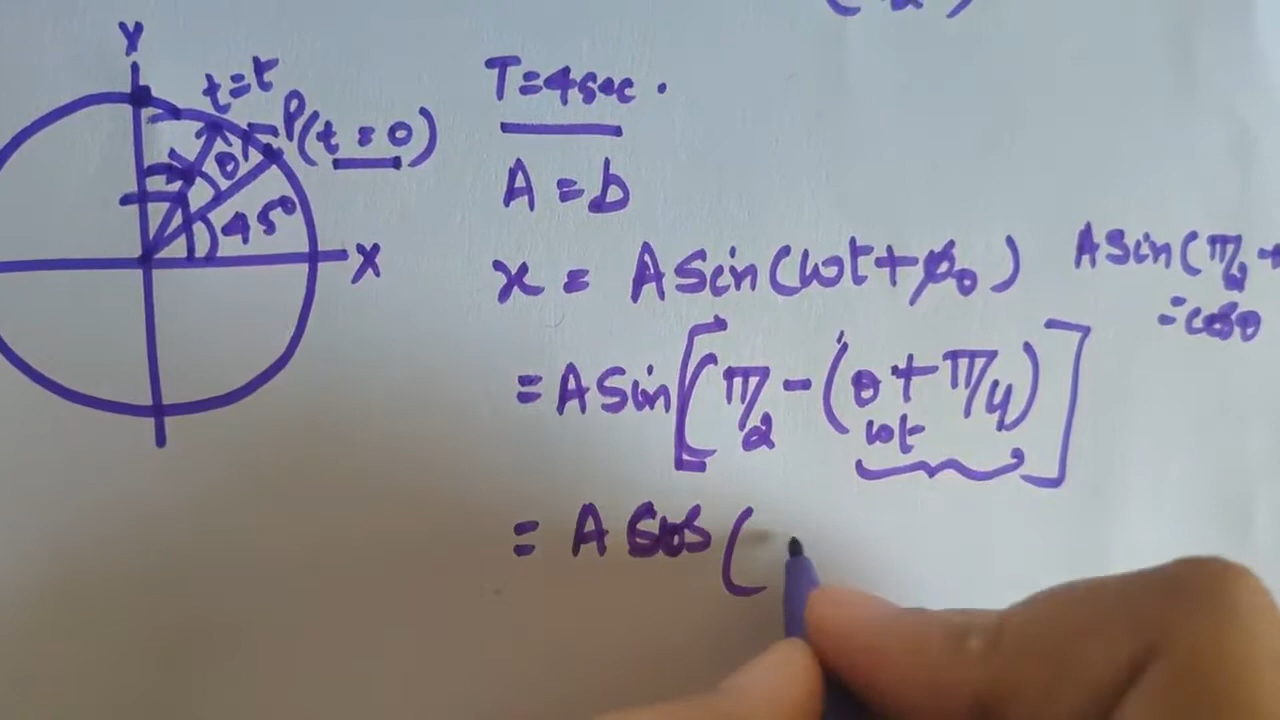 Y
t=t
P(t=0)
θ
45°
X
T=4sec.
A=b
x = A Sin(ωt+φ₀)
A Sin(π/2 -
=cosθ
= A Sin[(π/2 - (θ + π/4)]
ωt
= A Cos (